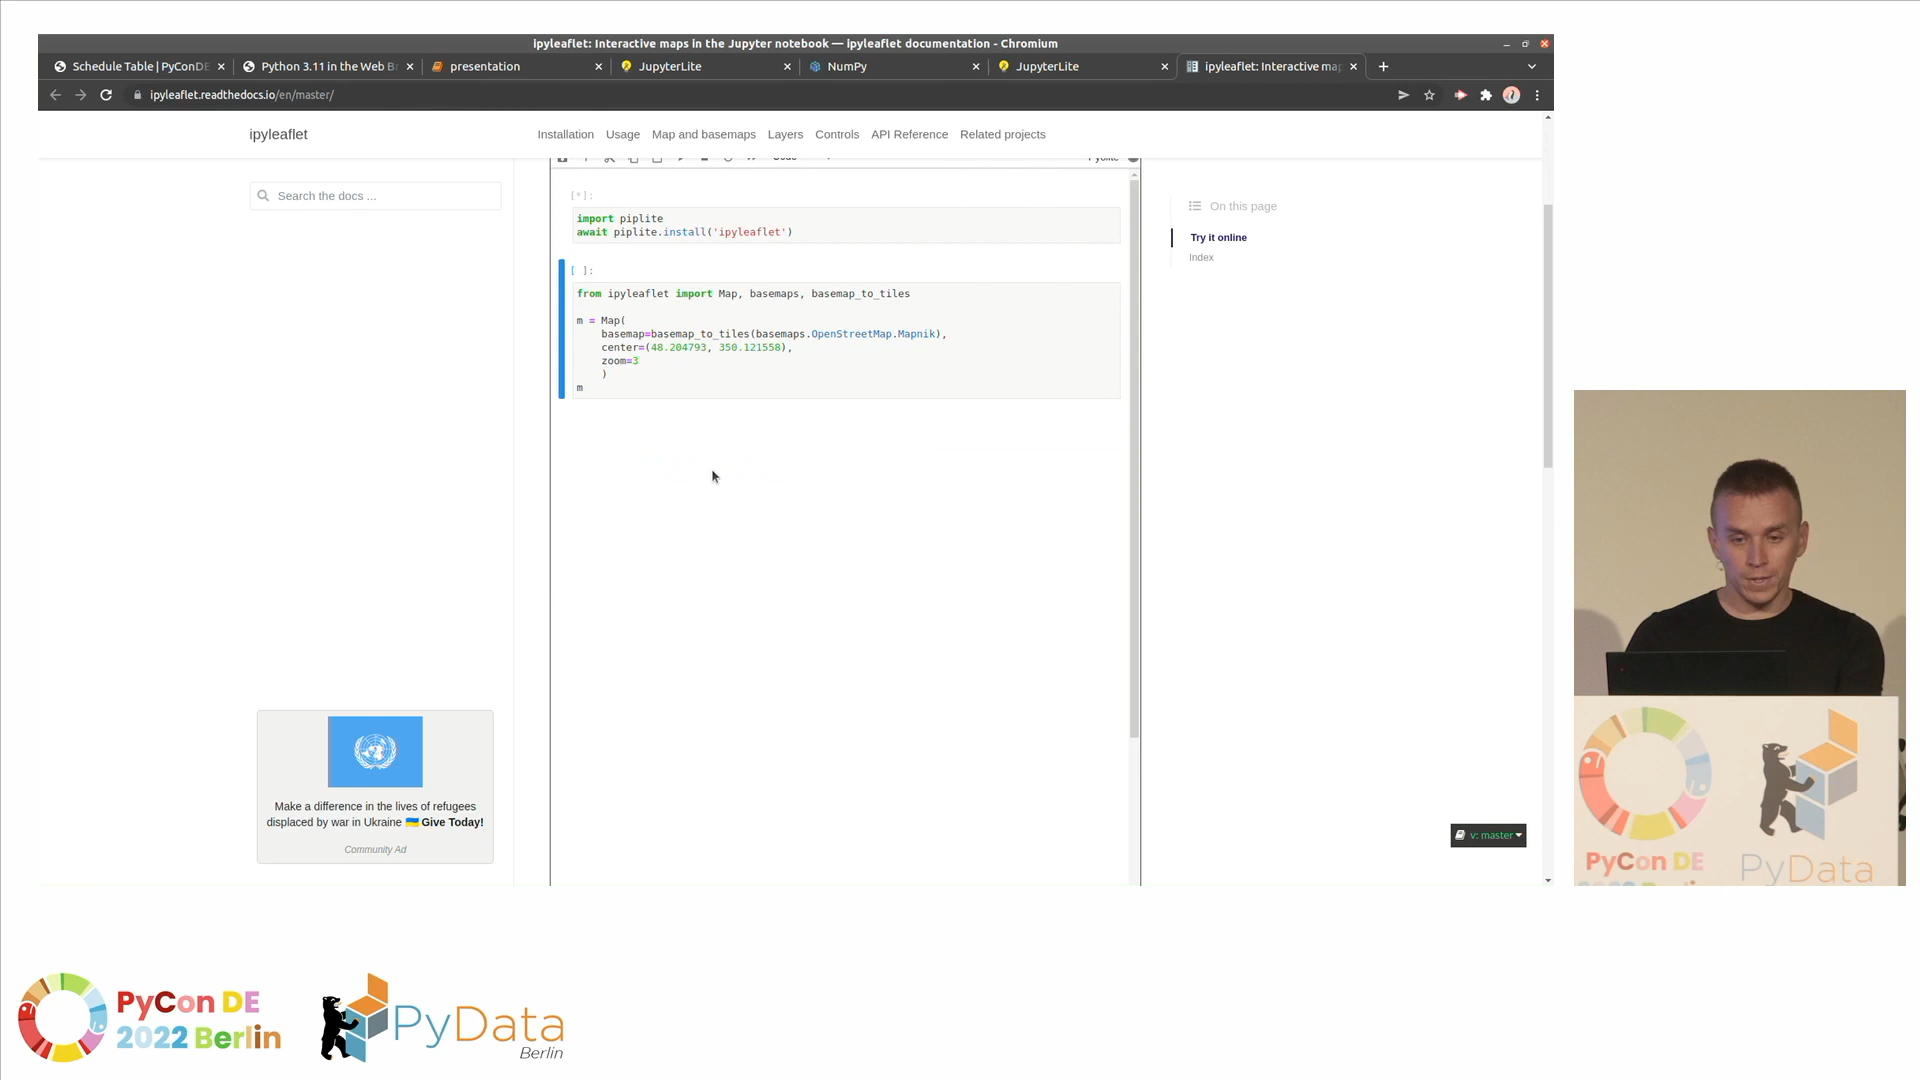 ipyleaflet: Interactive maps in the Jupyter notebook — ipyleaflet documentation - Chromium
Schedule Table | PyConDE
Python 3.11 in the Web Br
presentation
JupyterLite
NumPy
JupyterLite
ipyleaflet: Interactive map
ipyleaflet.readthedocs.io/en/master/
ipyleaflet
Installation Usage Map and basemaps Layers Controls API Reference Related projects
Search the docs ...
[*]:
import piplite
await piplite.install('ipyleaflet')
[ ]:
from ipyleaflet import Map, basemaps, basemap_to_tiles
m = Map(
basemap=basemap_to_tiles(basemaps.OpenStreetMap.Mapnik),
center=(48.204793, 350.121558),
zoom=3
)
m
On this page
Try it online
Index
Make a difference in the lives of refugees
displaced by war in Ukraine 🇺🇦 Give Today!
Community Ad
v: master
PyCon DE
PyData
PyCon DE
2022 Berlin
PyData
Berlin